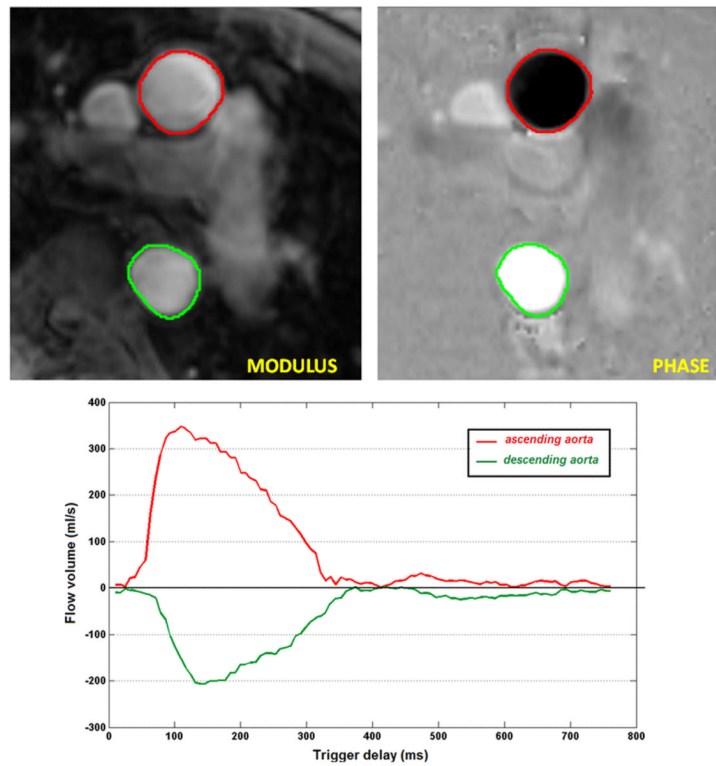 MODULUS
PHASE
Flow volume (ml/s)
400
300
200
100
0
-100
-200
-300
ascending aorta
descending aorta
0
100
200
300
400
500
600
700
800
Trigger delay (ms)